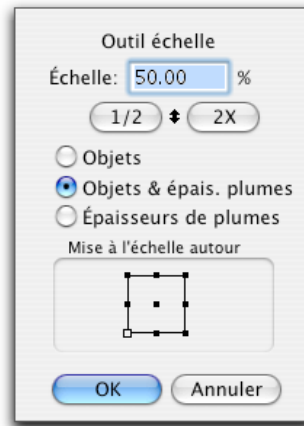 Outil échelle
Échelle: 50.00 %
1/2 2X
Objets
Objets & épais. plumes
Épaisseurs de plumes
Mise à l'échelle autour
OK Annuler